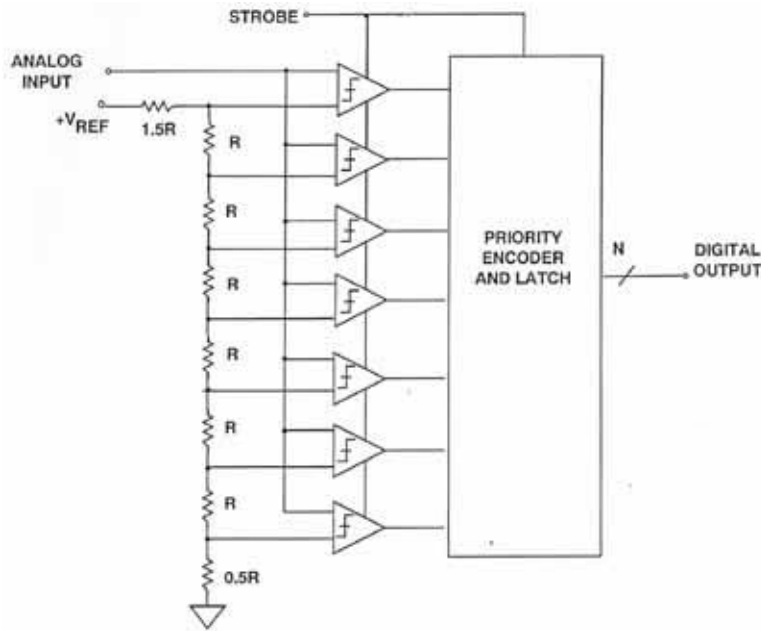 STROBE
ANALOG
INPUT
+VREF
1.5R
R
R
R
R
R
R
0.5R
PRIORITY
ENCODER
AND LATCH
N
DIGITAL
OUTPUT